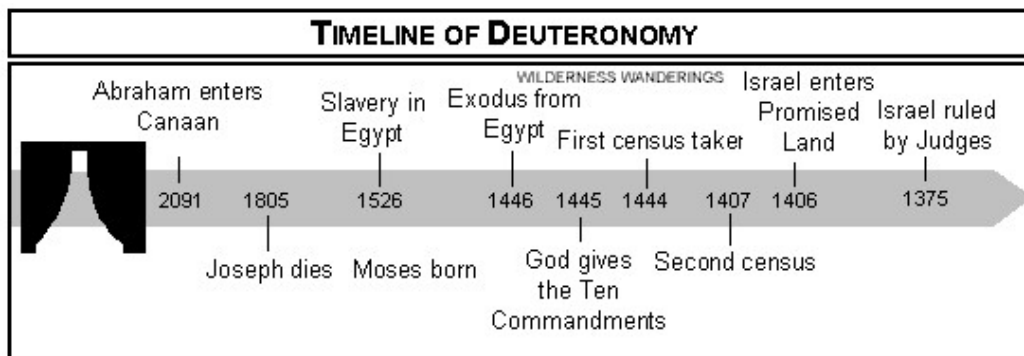 TIMELINE OF DEUTERONOMY
WILDERNESS WANDERINGS
Abraham enters
Canaan
Slavery in
Egypt
Exodus from
Egypt
First census taker
Israel enters
Promised
Land
Israel ruled
by Judges
2091 1805 1526 1446 1445 1444 1407 1406 1375
Joseph dies
Moses born
God gives
the Ten
Commandments
Second census